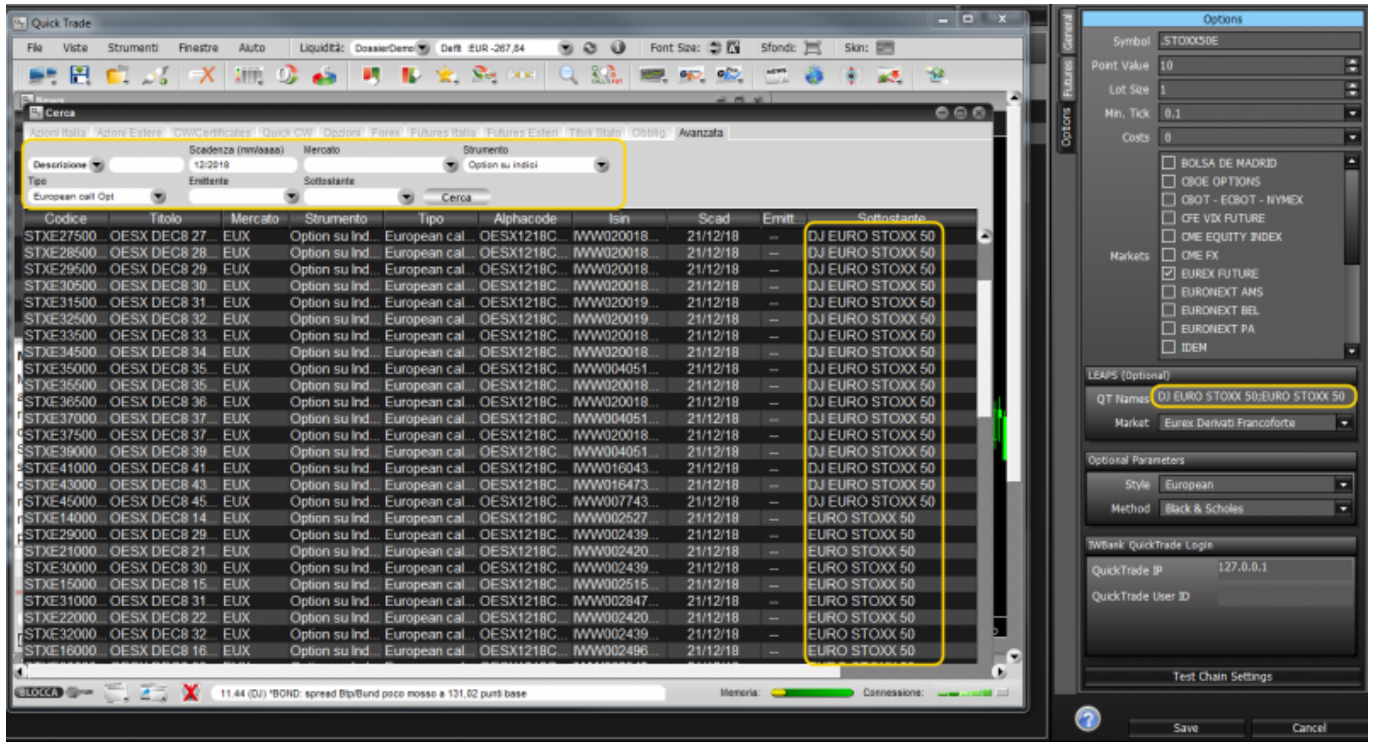 Quick Trade
File Viste Strumenti Finestre Aiuto Liquidità: DossierDemo Deflt :EUR -267,84 Font Size: Sfondi: Skin:
Cerca
Azioni Italia Azioni Estere CW/Certificates Quick CW Opzioni Forex Futures Italia Futures Esteri Titoli Stato Obblig Avanzata
Scadenza (mm/aaaa) Mercato Strumento
Descrizione 12/2018 Option su indici
Tipo Emittente Sottostante
European call Opt Cerca
Codice Titolo Mercato Strumento Tipo Alphacode Isin Scad Emitt... Sottostante
STXE27500... OESX DEC8 27... EUX Option su Ind... European cal... OESX1218C... IVWV020018... 21/12/18 -- DJ EURO STOXX 50
STXE28500... OESX DEC8 28... EUX Option su Ind... European cal... OESX1218C... IVWV020018... 21/12/18 -- DJ EURO STOXX 50
STXE29500... OESX DEC8 29... EUX Option su Ind... European cal... OESX1218C... IVWV020018... 21/12/18 -- DJ EURO STOXX 50
STXE30500... OESX DEC8 30... EUX Option su Ind... European cal... OESX1218C... IVWV020018... 21/12/18 -- DJ EURO STOXX 50
STXE31500... OESX DEC8 31... EUX Option su Ind... European cal... OESX1218C... IVWV020019... 21/12/18 -- DJ EURO STOXX 50
STXE32500... OESX DEC8 32... EUX Option su Ind... European cal... OESX1218C... IVWV020019... 21/12/18 -- DJ EURO STOXX 50
STXE33500... OESX DEC8 33... EUX Option su Ind... European cal... OESX1218C... IVWV020018... 21/12/18 -- DJ EURO STOXX 50
STXE34500... OESX DEC8 34... EUX Option su Ind... European cal... OESX1218C... IVWV020018... 21/12/18 -- DJ EURO STOXX 50
STXE35000... OESX DEC8 35... EUX Option su Ind... European cal... OESX1218C... IVWV004051... 21/12/18 -- DJ EURO STOXX 50
STXE35500... OESX DEC8 35... EUX Option su Ind... European cal... OESX1218C... IVWV020018... 21/12/18 -- DJ EURO STOXX 50
STXE36500... OESX DEC8 36... EUX Option su Ind... European cal... OESX1218C... IVWV020018... 21/12/18 -- DJ EURO STOXX 50
STXE37000... OESX DEC8 37... EUX Option su Ind... European cal... OESX1218C... IVWV004051... 21/12/18 -- DJ EURO STOXX 50
STXE37500... OESX DEC8 37... EUX Option su Ind... European cal... OESX1218C... IVWV020018... 21/12/18 -- DJ EURO STOXX 50
STXE39000... OESX DEC8 39... EUX Option su Ind... European cal... OESX1218C... IVWV004051... 21/12/18 -- DJ EURO STOXX 50
STXE41000... OESX DEC8 41... EUX Option su Ind... European cal... OESX1218C... IVWV016043... 21/12/18 -- DJ EURO STOXX 50
STXE43000... OESX DEC8 43... EUX Option su Ind... European cal... OESX1218C... IVWV016473... 21/12/18 -- DJ EURO STOXX 50
STXE45000... OESX DEC8 45... EUX Option su Ind... European cal... OESX1218C... IVWV007743... 21/12/18 -- DJ EURO STOXX 50
STXE14000... OESX DEC8 14... EUX Option su Ind... European cal... OESX1218C... IVWV002527... 21/12/18 -- EURO STOXX 50
STXE29000... OESX DEC8 29... EUX Option su Ind... European cal... OESX1218C... IVWV002439... 21/12/18 -- EURO STOXX 50
STXE21000... OESX DEC8 21... EUX Option su Ind... European cal... OESX1218C... IVWV002420... 21/12/18 -- EURO STOXX 50
STXE30000... OESX DEC8 30... EUX Option su Ind... European cal... OESX1218C... IVWV002439... 21/12/18 -- EURO STOXX 50
STXE15000... OESX DEC8 15... EUX Option su Ind... European cal... OESX1218C... IVWV002515... 21/12/18 -- EURO STOXX 50
STXE31000... OESX DEC8 31... EUX Option su Ind... European cal... OESX1218C... IVWV002847... 21/12/18 -- EURO STOXX 50
STXE22000... OESX DEC8 22... EUX Option su Ind... European cal... OESX1218C... IVWV002420... 21/12/18 -- EURO STOXX 50
STXE32000... OESX DEC8 32... EUX Option su Ind... European cal... OESX1218C... IVWV002439... 21/12/18 -- EURO STOXX 50
STXE16000... OESX DEC8 16... EUX Option su Ind... European cal... OESX1218C... IVWV002496... 21/12/18 -- EURO STOXX 50
BLOCCA 11.44 (DJ) *BOND: spread Btp/Bund poco mosso a 131,02 punti base Memoria: Connessione:
General
Futures
Options
Options
Symbol .STOXX50E
Point Value 10
Lot Size 1
Min. Tick 0.1
Costs 0
Markets
BOLSA DE MADRID
CBOE OPTIONS
CBOT - ECBOT - NYMEX
CFE VIX FUTURE
CME EQUITY INDEX
CME FX
EUREX FUTURE
EURONEXT AMS
EURONEXT BEL
EURONEXT PA
IDEM
LEAPS (Optional)
QT Names DJ EURO STOXX 50;EURO STOXX 50
Market Eurex Derivati Francoforte
Optional Parameters
Style European
Method Black & Scholes
IWBank QuickTrade Login
QuickTrade IP 127.0.0.1
QuickTrade User ID
Test Chain Settings
Save Cancel